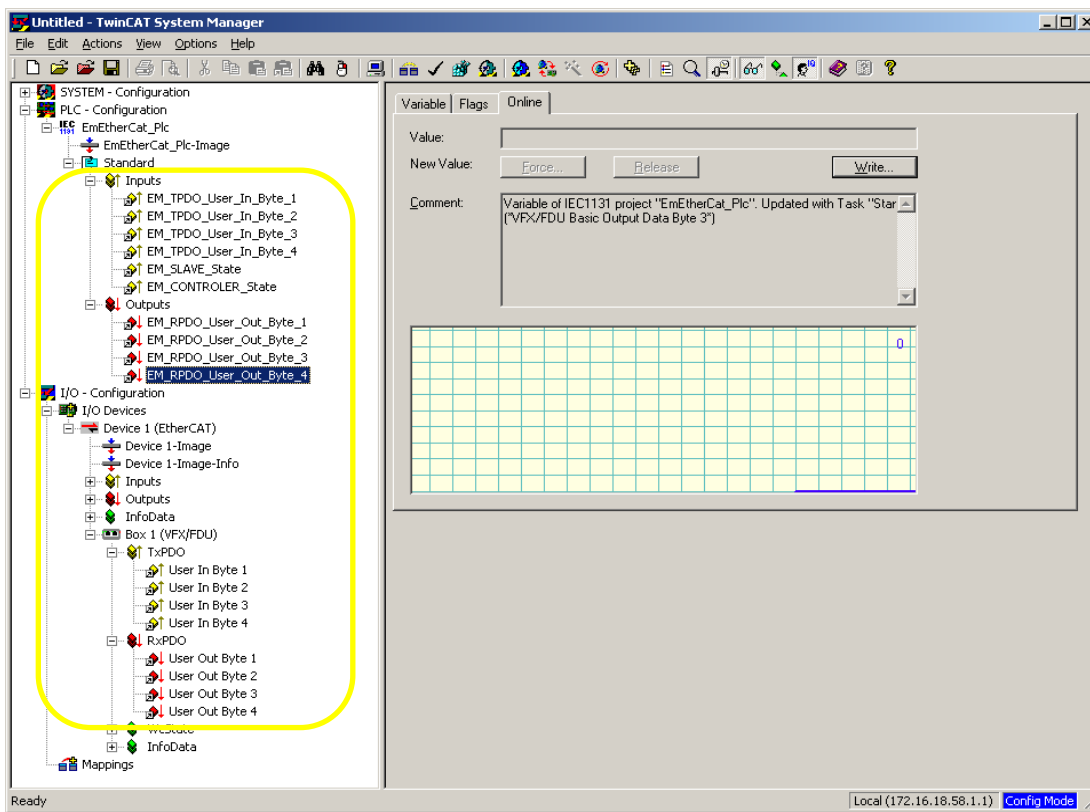 Untitled - TwinCAT System Manager
File Edit Actions View Options Help
SYSTEM - Configuration
PLC - Configuration
IEC
1131
EmEtherCat_Plc
EmEtherCat_Plc-Image
Standard
Inputs
EM_TPDO_User_In_Byte_1
EM_TPDO_User_In_Byte_2
EM_TPDO_User_In_Byte_3
EM_TPDO_User_In_Byte_4
EM_SLAVE_State
EM_CONTROLER_State
Outputs
EM_RPDO_User_Out_Byte_1
EM_RPDO_User_Out_Byte_2
EM_RPDO_User_Out_Byte_3
EM_RPDO_User_Out_Byte_4
I/O - Configuration
I/O Devices
Device 1 (EtherCAT)
Device 1-Image
Device 1-Image-Info
Inputs
Outputs
InfoData
Box 1 (VFX/FDU)
TxPDO
User In Byte 1
User In Byte 2
User In Byte 3
User In Byte 4
RxPDO
User Out Byte 1
User Out Byte 2
User Out Byte 3
User Out Byte 4
WcState
InfoData
Mappings
Variable Flags Online
Value:
New Value: Force... Release Write...
Comment: Variable of IEC1131 project "EmEtherCat_Plc". Updated with Task "Star
("VFX/FDU Basic Output Data Byte 3")
0
Ready Local (172.16.18.58.1.1) Config Mode